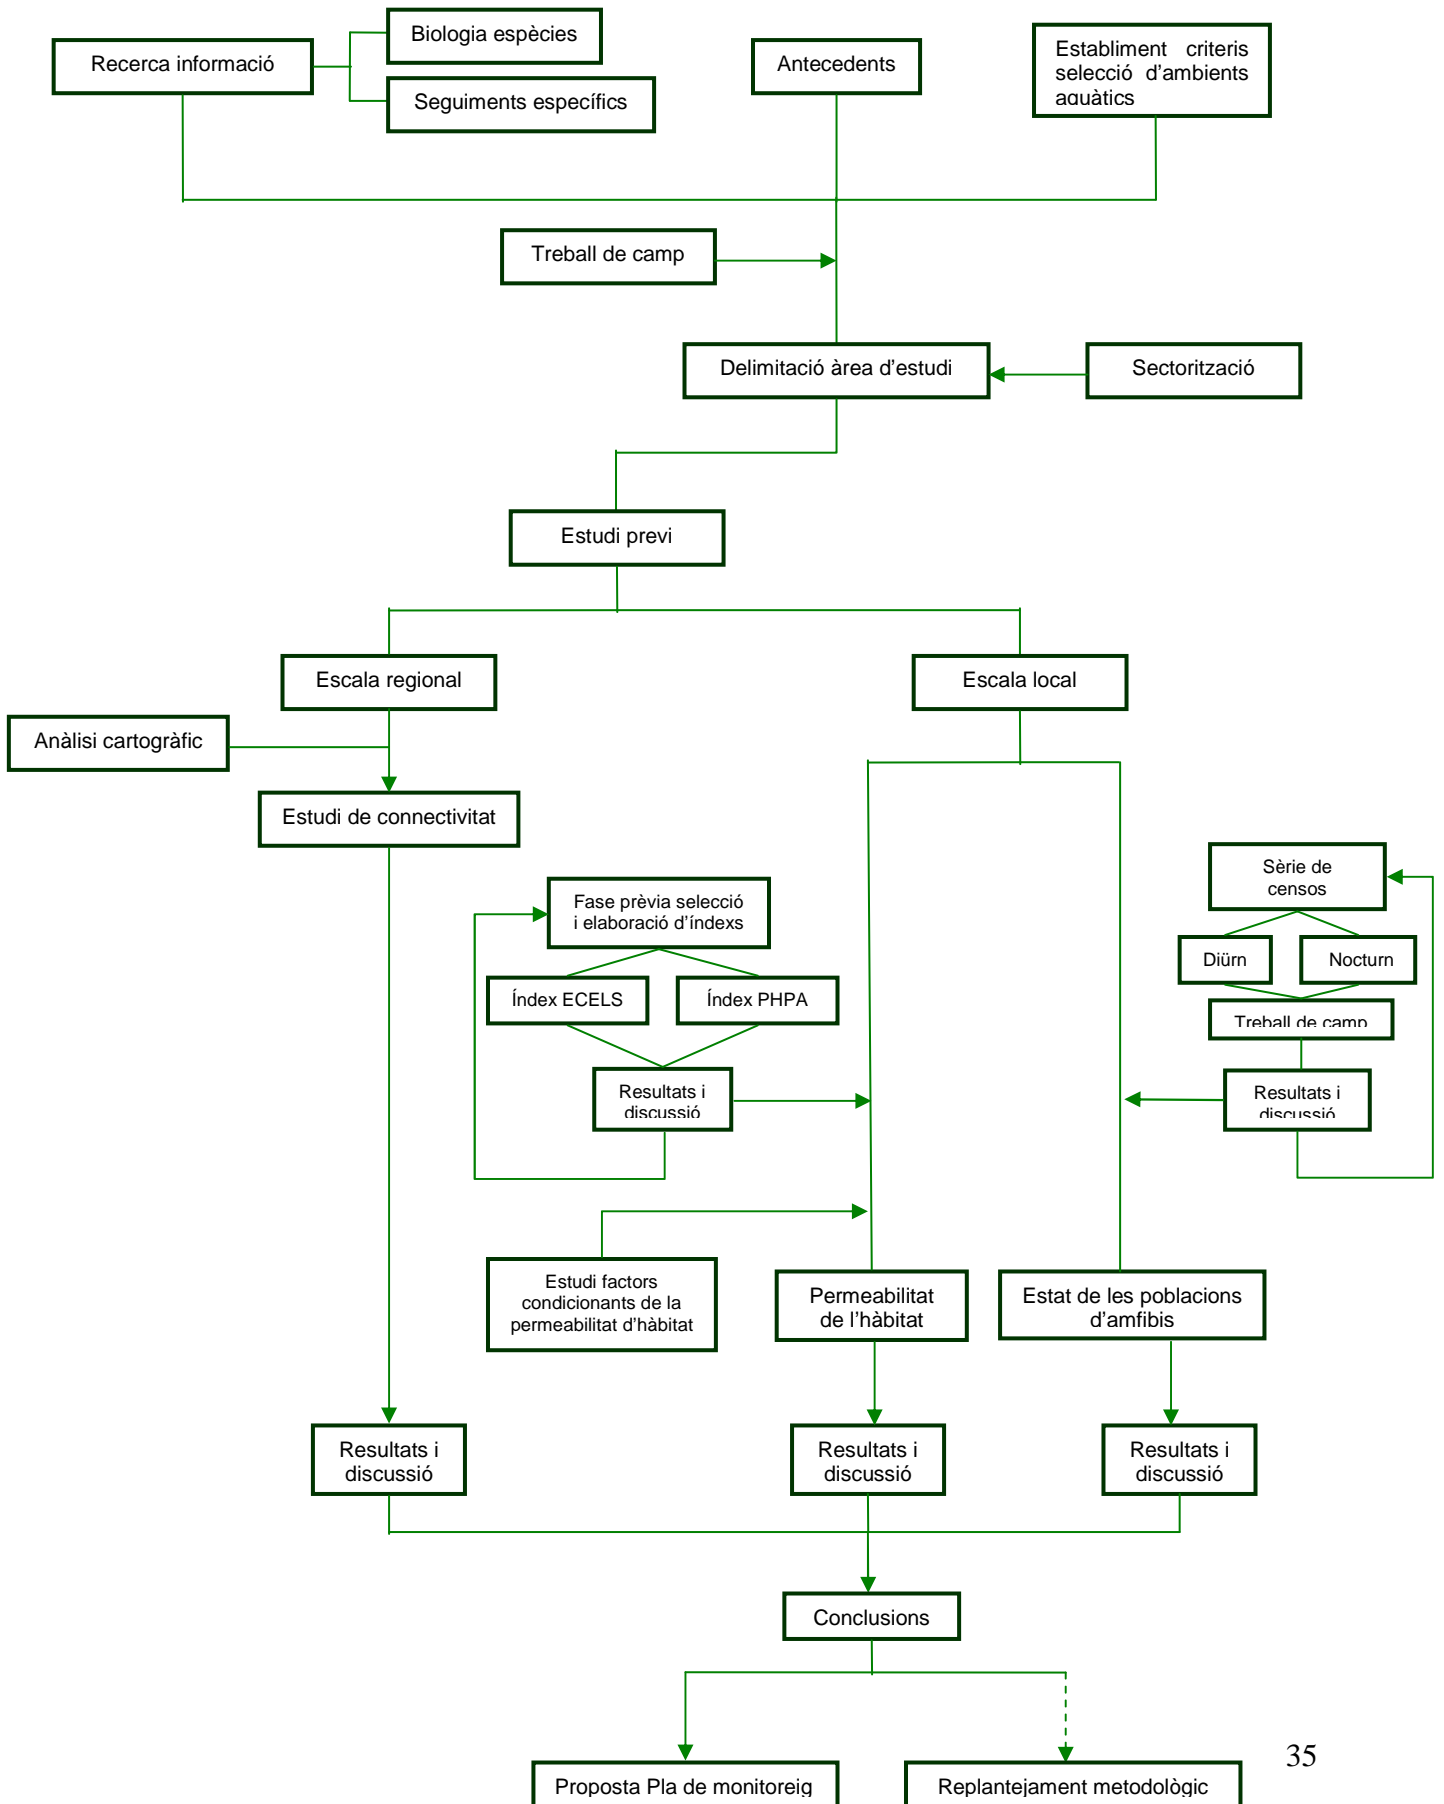 Biologia espècies
Recerca informació
Seguiments específics
Antecedents
Establiment criteris
selecció d'ambients
aquàtics
Treball de camp
Delimitació àrea d'estudi
Sectorització
Estudi previ
Escala regional
Escala local
Anàlisi cartogràfic
Estudi de connectivitat
Fase prèvia selecció
i elaboració d'índexs
Índex ECELS
Índex PHPA
Resultats i
discussió
Sèrie de
censos
Diürn
Nocturn
Treball de camp
Resultats i
discussió
Estudi factors
condicionants de la
permeabilitat d'hàbitat
Permeabilitat
de l'hàbitat
Estat de les poblacions
d'amfibis
Resultats i
discussió
Resultats i
discussió
Resultats i
discussió
Conclusions
Proposta Pla de monitoreig
Replantejament metodològic
35